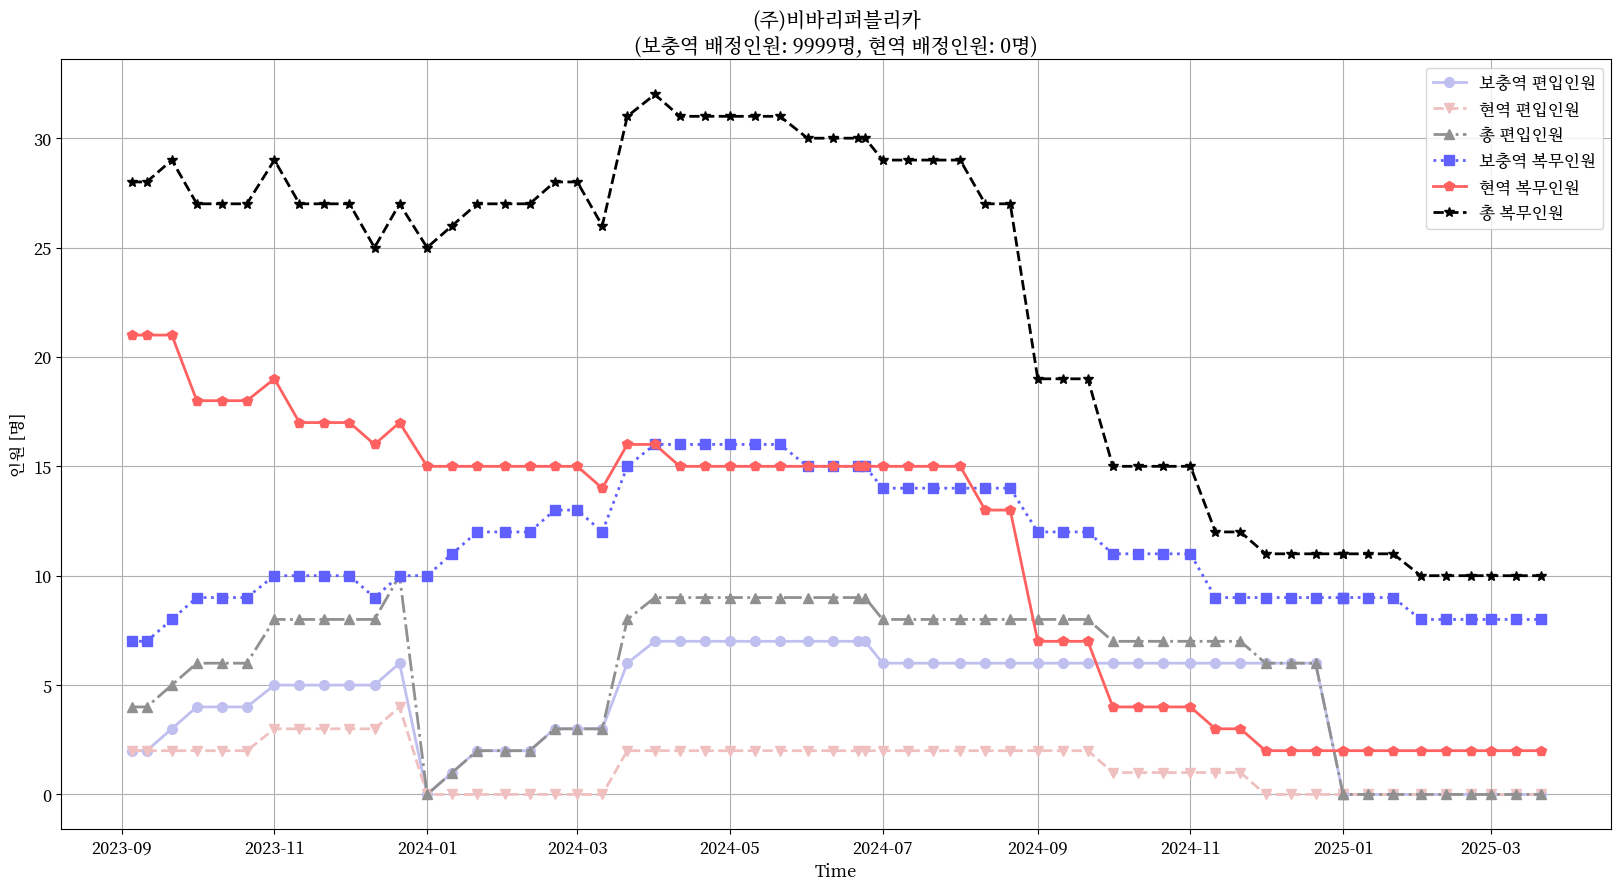 (주)비바리퍼블리카
(보충역 배정인원: 9999명, 현역 배정인원: 0명)
보충역 편입인원
현역 편입인원
총 편입인원
보충역 복무인원
현역 복무인원
총 복무인원
인원 [명]
30
25
20
15
10
5
0
2023-09
2023-11
2024-01
2024-03
2024-05
2024-07
2024-09
2024-11
2025-01
2025-03
Time